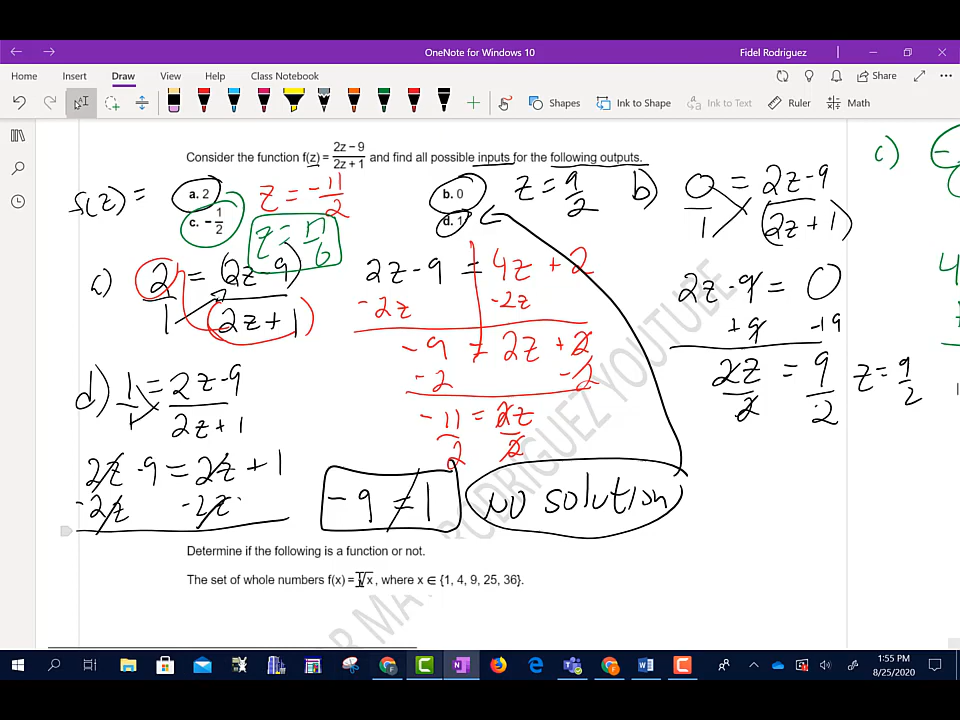 OneNote for Windows 10
Fidel Rodriguez
Home Insert Draw View Help Class Notebook Share
Shapes Ink to Shape Ink to Text Ruler Math
Consider the function f(z) = (2z − 9)/(2z + 1) and find all possible inputs for the following outputs.
f(z) = a. 2 z = -11/2 b. 0 z = 9/2
c. -1/2 z = 17/6 d. 1
b) 0/1 = 2z-9/(2z+1)
2z - 9 = 0
+9 -19
2z/2 = 9/2 z = 9/2
c)
2/1 = (2z-9)/(2z+1)
2z - 9 = 4z + 2
-2z -2z
-9 = 2z + 2
-2 -2
-11/2 = 2z/2
d) 1/1 = 2z-9/2z+1
2z - 9 = 2z + 1
-2z -2z
-9 ≠ 1 NO solution
Determine if the following is a function or not.
The set of whole numbers f(x) = √x, where x ∈ {1, 4, 9, 25, 36}.
RODRIGUEZ YOUTUBE
1:55 PM
8/25/2020